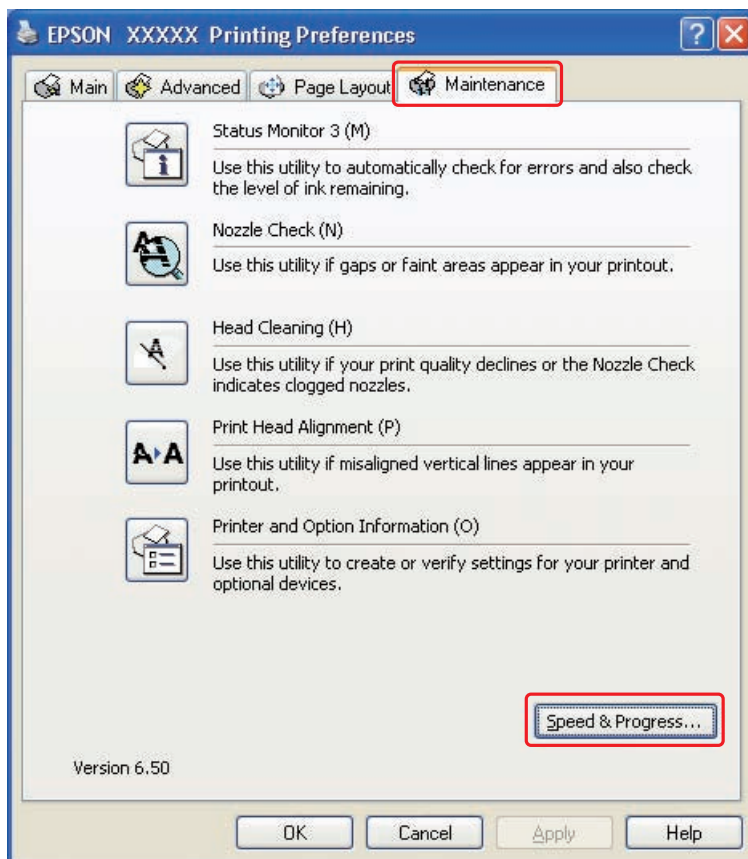 EPSON XXXXX Printing Preferences
Main Advanced Page Layout Maintenance
Status Monitor 3 (M)
Use this utility to automatically check for errors and also check
the level of ink remaining.
Nozzle Check (N)
Use this utility if gaps or faint areas appear in your printout.
Head Cleaning (H)
Use this utility if your print quality declines or the Nozzle Check
indicates clogged nozzles.
Print Head Alignment (P)
Use this utility if misaligned vertical lines appear in your
printout.
Printer and Option Information (O)
Use this utility to create or verify settings for your printer and
optional devices.
Speed & Progress...
Version 6.50
OK Cancel Apply Help